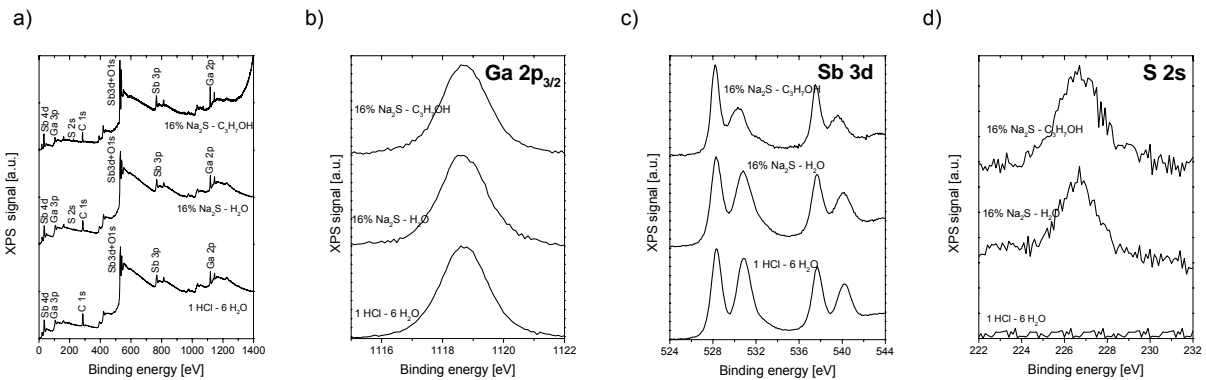 a)
b)
c)
d)
XPS signal [a.u.]
Sb 4d
Ga 3p
S 2s
C 1s
Sb3d+O1s
Sb 3p
Ga 2p
16% Na₂S - C₃H₇OH
Sb 4d
Ga 3p
S 2s
C 1s
Sb3d+O1s
Sb 3p
Ga 2p
16% Na₂S - H₂O
Sb 4d
Ga 3p
C 1s
Sb3d+O1s
Sb 3p
Ga 2p
1 HCl - 6 H₂O
0 200 400 600 800 1000 1200 1400
Binding energy [eV]
XPS signal [a.u.]
Ga 2p₃/₂
16% Na₂S - C₃H₇OH
16% Na₂S - H₂O
1 HCl - 6 H₂O
1116 1118 1120 1122
Binding energy [eV]
XPS signal [a.u.]
Sb 3d
16% Na₂S - C₃H₇OH
16% Na₂S - H₂O
1 HCl - 6 H₂O
524 528 532 536 540 544
Binding energy [eV]
XPS signal [a.u.]
S 2s
16% Na₂S - C₃H₇OH
16% Na₂S - H₂O
1 HCl - 6 H₂O
222 224 226 228 230 232
Binding energy [eV]